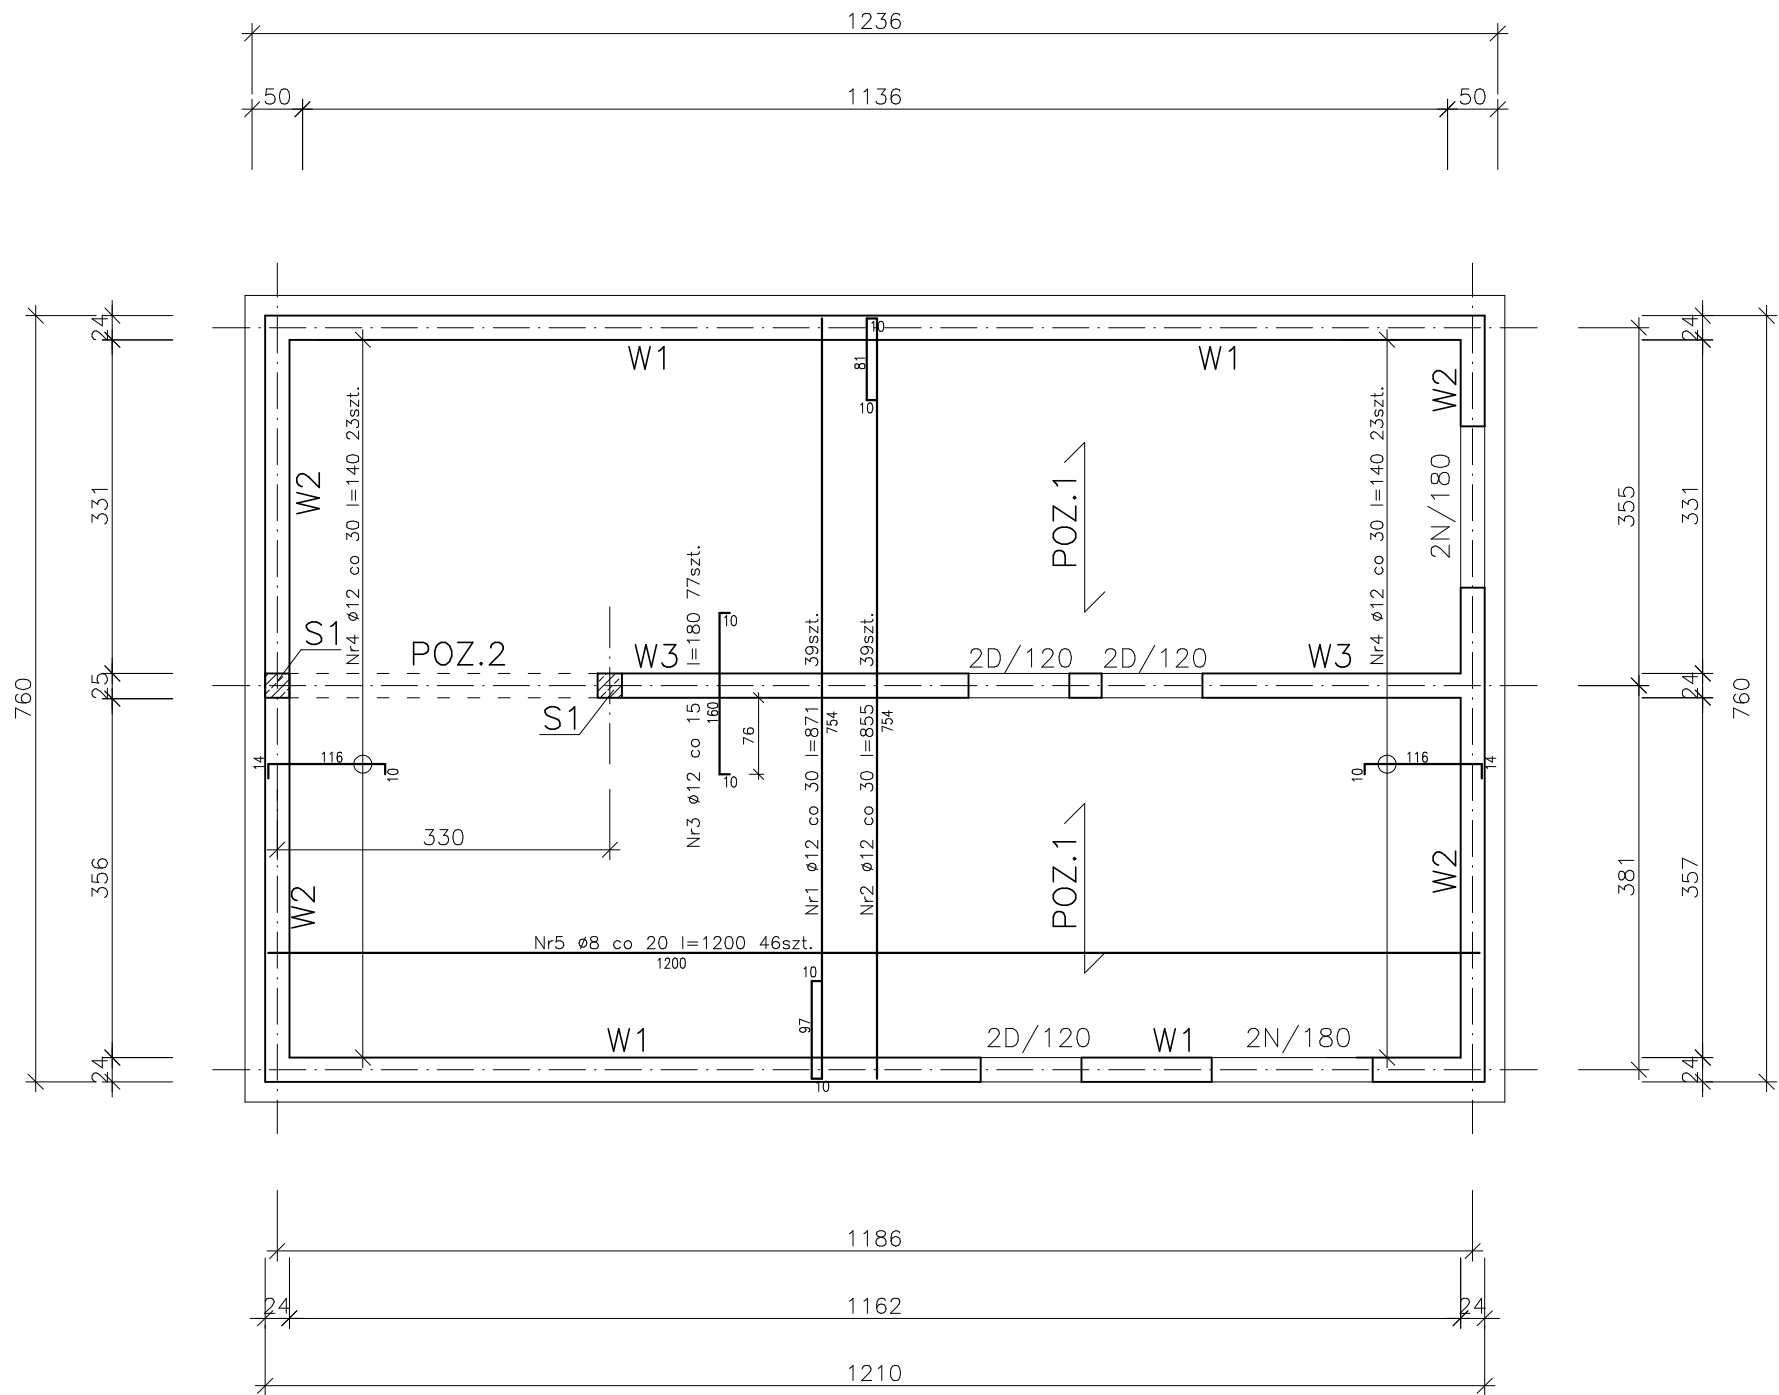 1236
50
1136
50
24
331
25
356
24
760
W1
W1
10
81
10
W2
W2
2N/180
Nr4 ø12 co 30 l=140 23szt.
Nr4 ø12 co 30 l=140 23szt.
POZ.1
S1
POZ.2
W3
10
Nr3 ø12 co 15 l=180 77szt.
160
76
10
Nr1 ø12 co 30 l=871 39szt.
754
Nr2 ø12 co 30 l=855 39szt.
754
2D/120
2D/120
W3
S1
14
116
10
10
116
14
330
POZ.1
W2
W2
Nr5 ø8 co 20 l=1200 46szt.
1200
10
97
10
W1
2D/120
W1
2N/180
355
381
24
331
24
357
24
760
1186
24
1162
24
1210